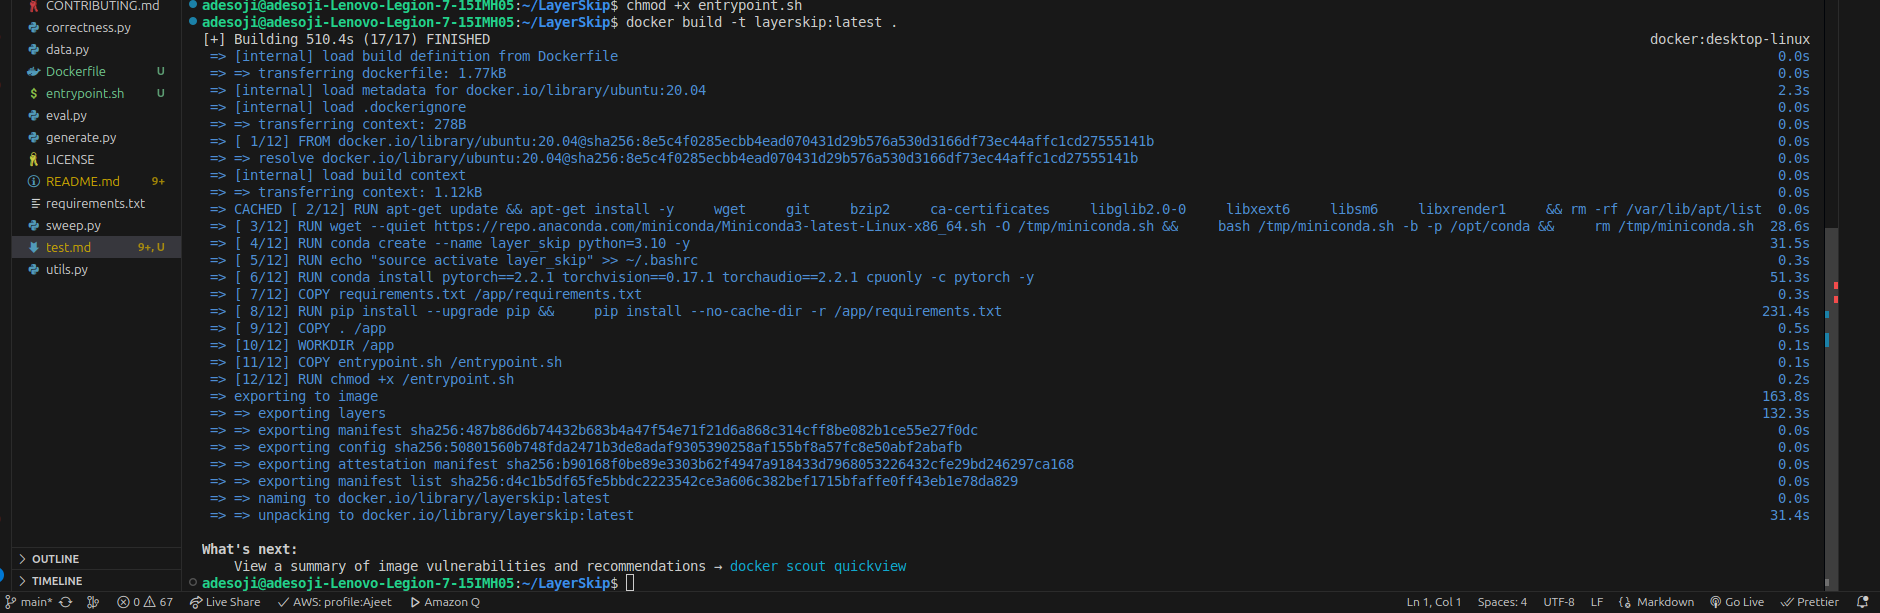 CONTRIBUTING.md
correctness.py
data.py
Dockerfile U
entrypoint.sh U
eval.py
generate.py
LICENSE
README.md 9+
requirements.txt
sweep.py
test.md 9+, U
utils.py
OUTLINE
TIMELINE
adesoji@adesoji-Lenovo-Legion-7-15IMH05:~/LayerSkip$ chmod +x entrypoint.sh
adesoji@adesoji-Lenovo-Legion-7-15IMH05:~/LayerSkip$ docker build -t layerskip:latest .
[+] Building 510.4s (17/17) FINISHED docker:desktop-linux
=> [internal] load build definition from Dockerfile 0.0s
=> => transferring dockerfile: 1.77kB 0.0s
=> [internal] load metadata for docker.io/library/ubuntu:20.04 2.3s
=> [internal] load .dockerignore 0.0s
=> => transferring context: 278B 0.0s
=> [ 1/12] FROM docker.io/library/ubuntu:20.04@sha256:8e5c4f0285ecbb4ead070431d29b576a530d3166df73ec44affc1cd27555141b 0.0s
=> => resolve docker.io/library/ubuntu:20.04@sha256:8e5c4f0285ecbb4ead070431d29b576a530d3166df73ec44affc1cd27555141b 0.0s
=> [internal] load build context 0.0s
=> => transferring context: 1.12kB 0.0s
=> CACHED [ 2/12] RUN apt-get update && apt-get install -y wget git bzip2 ca-certificates libglib2.0-0 libxext6 libsm6 libxrender1 && rm -rf /var/lib/apt/list 0.0s
=> [ 3/12] RUN wget --quiet https://repo.anaconda.com/miniconda/Miniconda3-latest-Linux-x86_64.sh -O /tmp/miniconda.sh && bash /tmp/miniconda.sh -b -p /opt/conda && rm /tmp/miniconda.sh 28.6s
=> [ 4/12] RUN conda create --name layer_skip python=3.10 -y 31.5s
=> [ 5/12] RUN echo "source activate layer_skip" >> ~/.bashrc 0.3s
=> [ 6/12] RUN conda install pytorch==2.2.1 torchvision==0.17.1 torchaudio==2.2.1 cpuonly -c pytorch -y 51.3s
=> [ 7/12] COPY requirements.txt /app/requirements.txt 0.3s
=> [ 8/12] RUN pip install --upgrade pip && pip install --no-cache-dir -r /app/requirements.txt 231.4s
=> [ 9/12] COPY . /app 0.5s
=> [10/12] WORKDIR /app 0.1s
=> [11/12] COPY entrypoint.sh /entrypoint.sh 0.1s
=> [12/12] RUN chmod +x /entrypoint.sh 0.2s
=> exporting to image 163.8s
=> => exporting layers 132.3s
=> => exporting manifest sha256:487b86d6b74432b683b4a47f54e71f21d6a868c314cff8be082b1ce55e27f0dc 0.0s
=> => exporting config sha256:50801560b748fda2471b3de8adaf9305390258af155bf8a57fc8e50abf2abafb 0.0s
=> => exporting attestation manifest sha256:b90168f0be89e3303b62f4947a918433d7968053226432cfe29bd246297ca168 0.0s
=> => exporting manifest list sha256:d4c1b5df65fe5bbdc2223542ce3a606c382bef1715bfaffe0ff43eb1e78da829 0.0s
=> => naming to docker.io/library/layerskip:latest 0.0s
=> => unpacking to docker.io/library/layerskip:latest 31.4s
What's next:
View a summary of image vulnerabilities and recommendations → docker scout quickview
adesoji@adesoji-Lenovo-Legion-7-15IMH05:~/LayerSkip$
main* 0 67 Live Share AWS: profile:Ajeet Amazon Q Ln 1, Col 1 Spaces: 4 UTF-8 LF Markdown Go Live Prettier